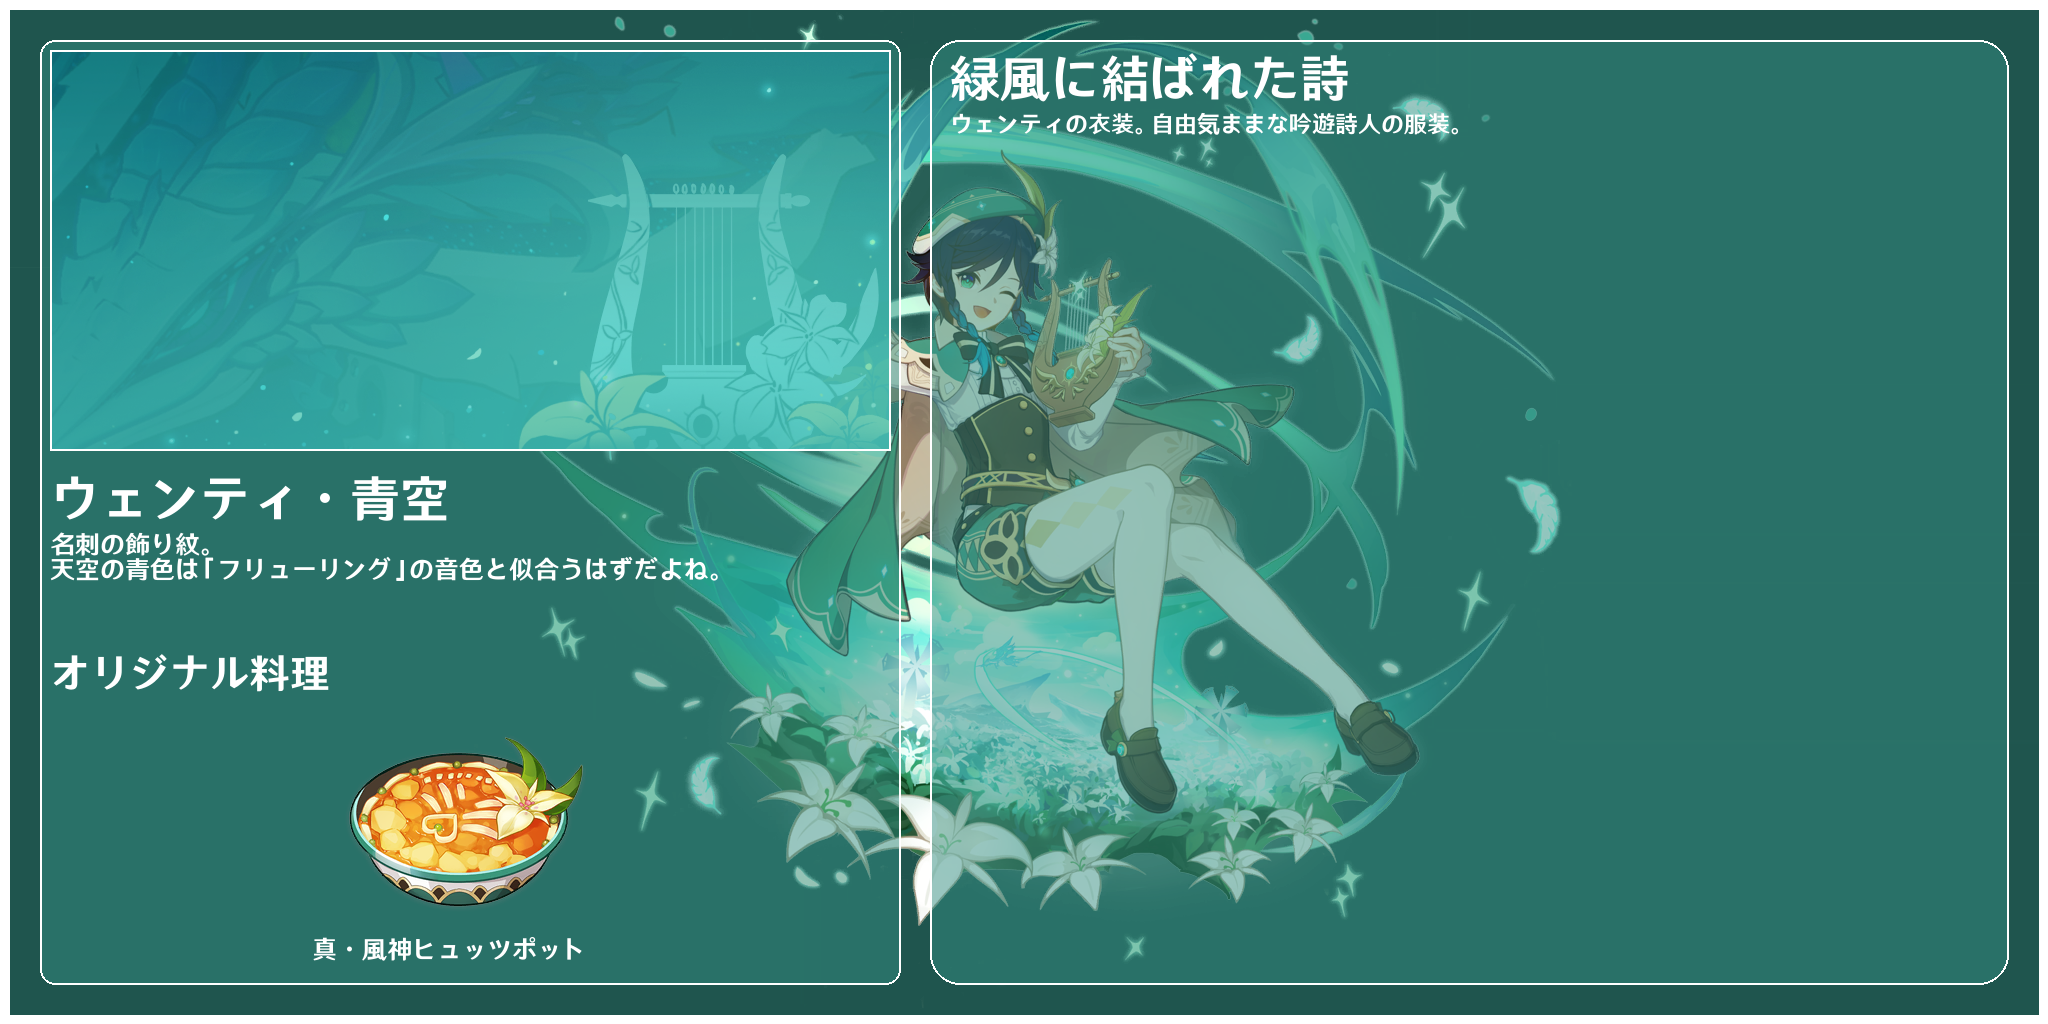 ウェンティ・青空
名刺の飾り紋。
天空の青色は「フリューリング」の音色と似合うはずだよね。
オリジナル料理
真・風神ヒュッツポット
緑風に結ばれた詩
ウェンティの衣装。自由気ままな吟遊詩人の服装。